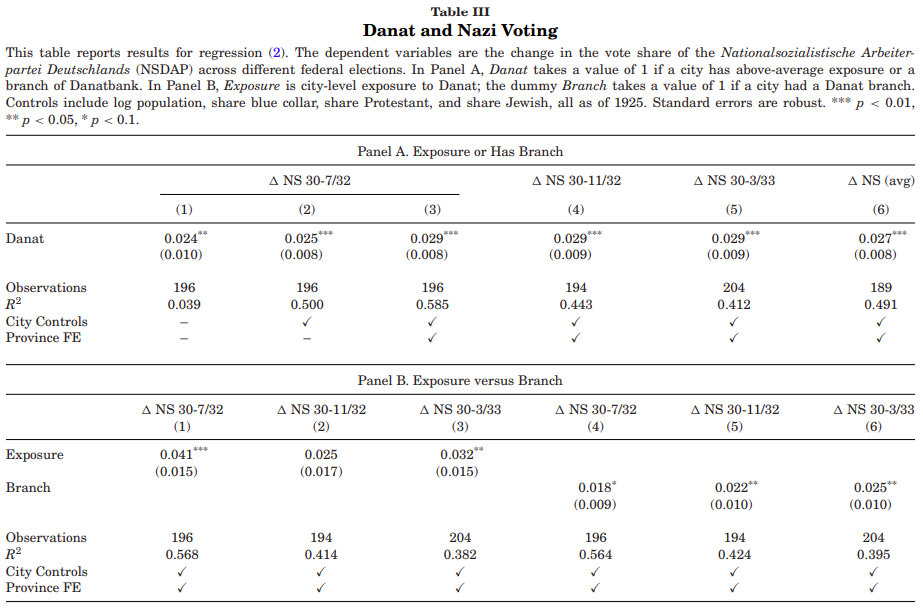 Table III
Danat and Nazi Voting
This table reports results for regression (2). The dependent variables are the change in the vote share of the Nationalsozialistische Arbeiter-
partei Deutschlands (NSDAP) across different federal elections. In Panel A, Danat takes a value of 1 if a city has above-average exposure or a
branch of Danatbank. In Panel B, Exposure is city-level exposure to Danat; the dummy Branch takes a value of 1 if a city had a Danat branch.
Controls include log population, share blue collar, share Protestant, and share Jewish, all as of 1925. Standard errors are robust. *** p < 0.01,
** p < 0.05, * p < 0.1.
Panel A. Exposure or Has Branch
Δ NS 30-7/32 Δ NS 30-11/32 Δ NS 30-3/33 Δ NS (avg)
(1) (2) (3) (4) (5) (6)
Danat 0.024** 0.025*** 0.029*** 0.029*** 0.029*** 0.027***
(0.010) (0.008) (0.008) (0.009) (0.009) (0.008)
Observations 196 196 196 194 204 189
R² 0.039 0.500 0.585 0.443 0.412 0.491
City Controls – ✓ ✓ ✓ ✓ ✓
Province FE – – ✓ ✓ ✓ ✓
Panel B. Exposure versus Branch
Δ NS 30-7/32 Δ NS 30-11/32 Δ NS 30-3/33 Δ NS 30-7/32 Δ NS 30-11/32 Δ NS 30-3/33
(1) (2) (3) (4) (5) (6)
Exposure 0.041*** 0.025 0.032**
(0.015) (0.017) (0.015)
Branch 0.018* 0.022** 0.025**
(0.009) (0.010) (0.010)
Observations 196 194 204 196 194 204
R² 0.568 0.414 0.382 0.564 0.424 0.395
City Controls ✓ ✓ ✓ ✓ ✓ ✓
Province FE ✓ ✓ ✓ ✓ ✓ ✓